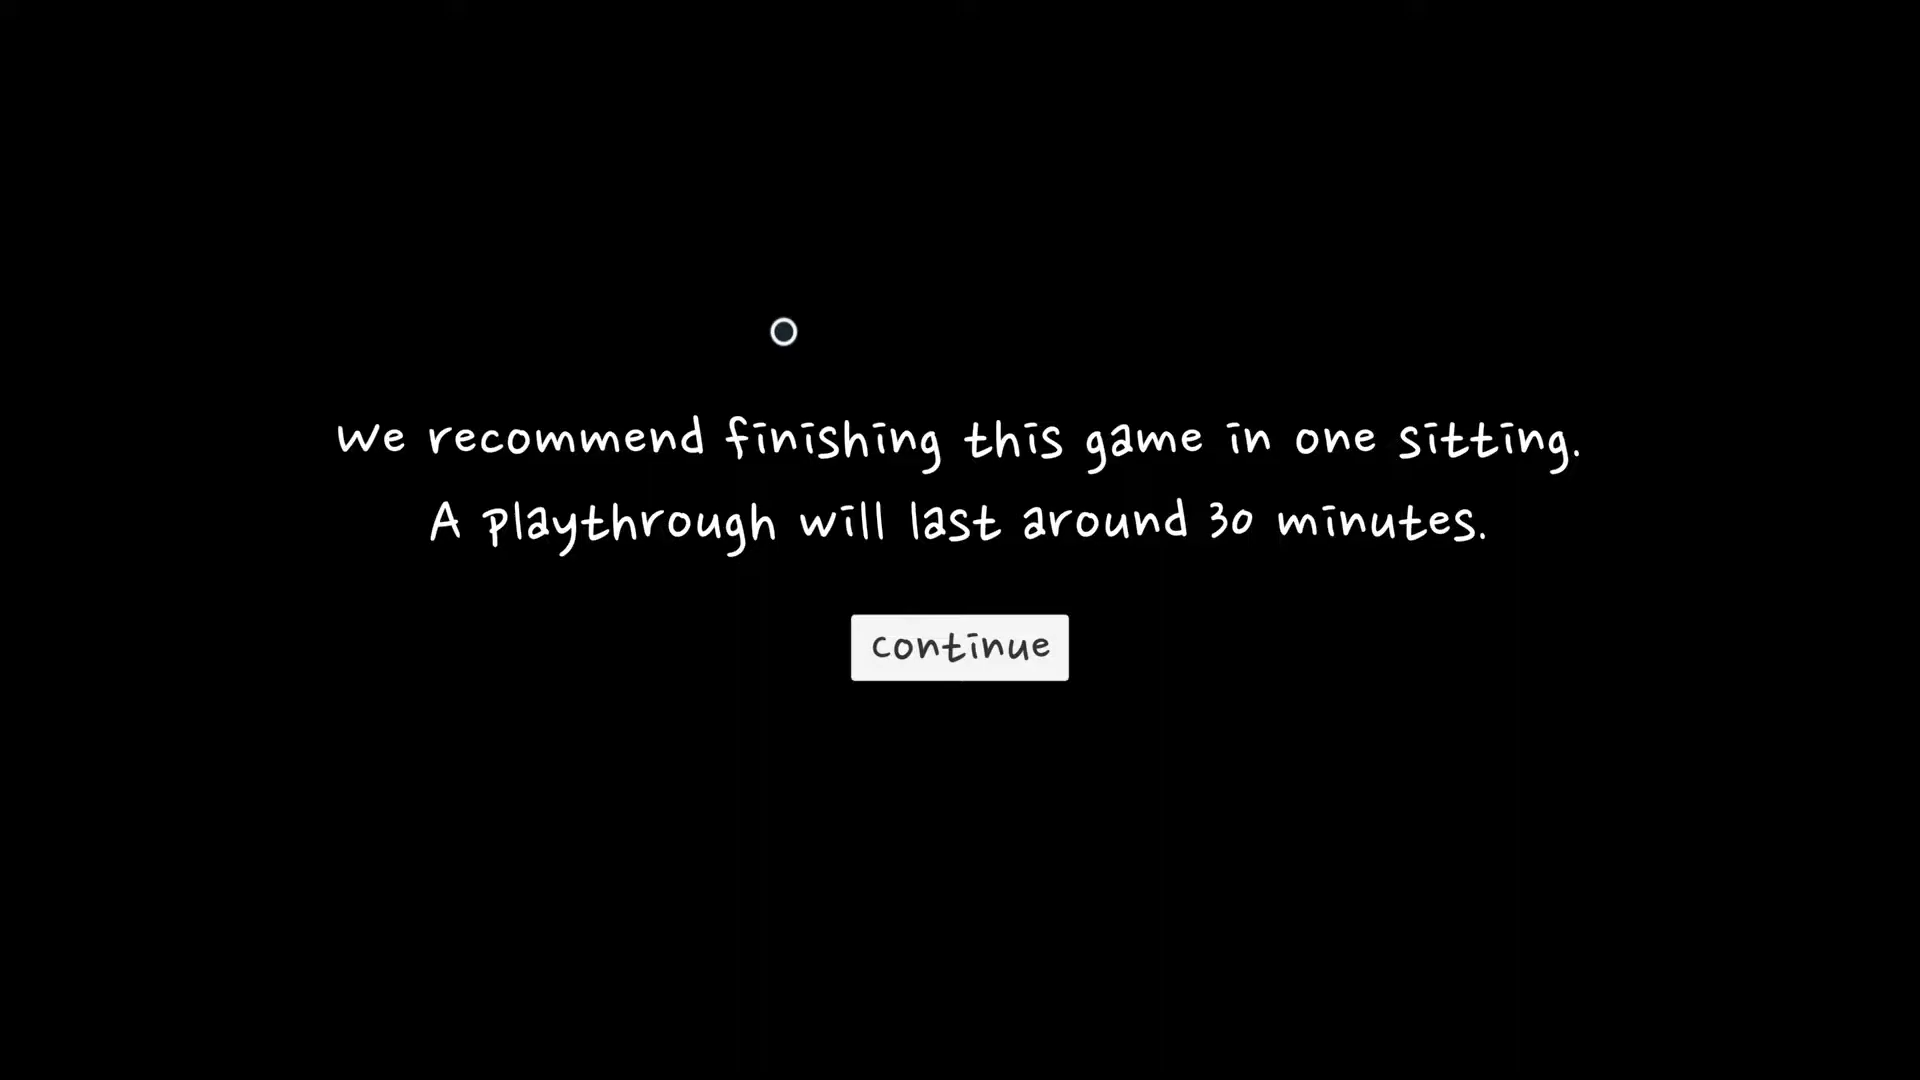 We recommend finishing this game in one sitting.
A playthrough will last around 30 minutes.
continue